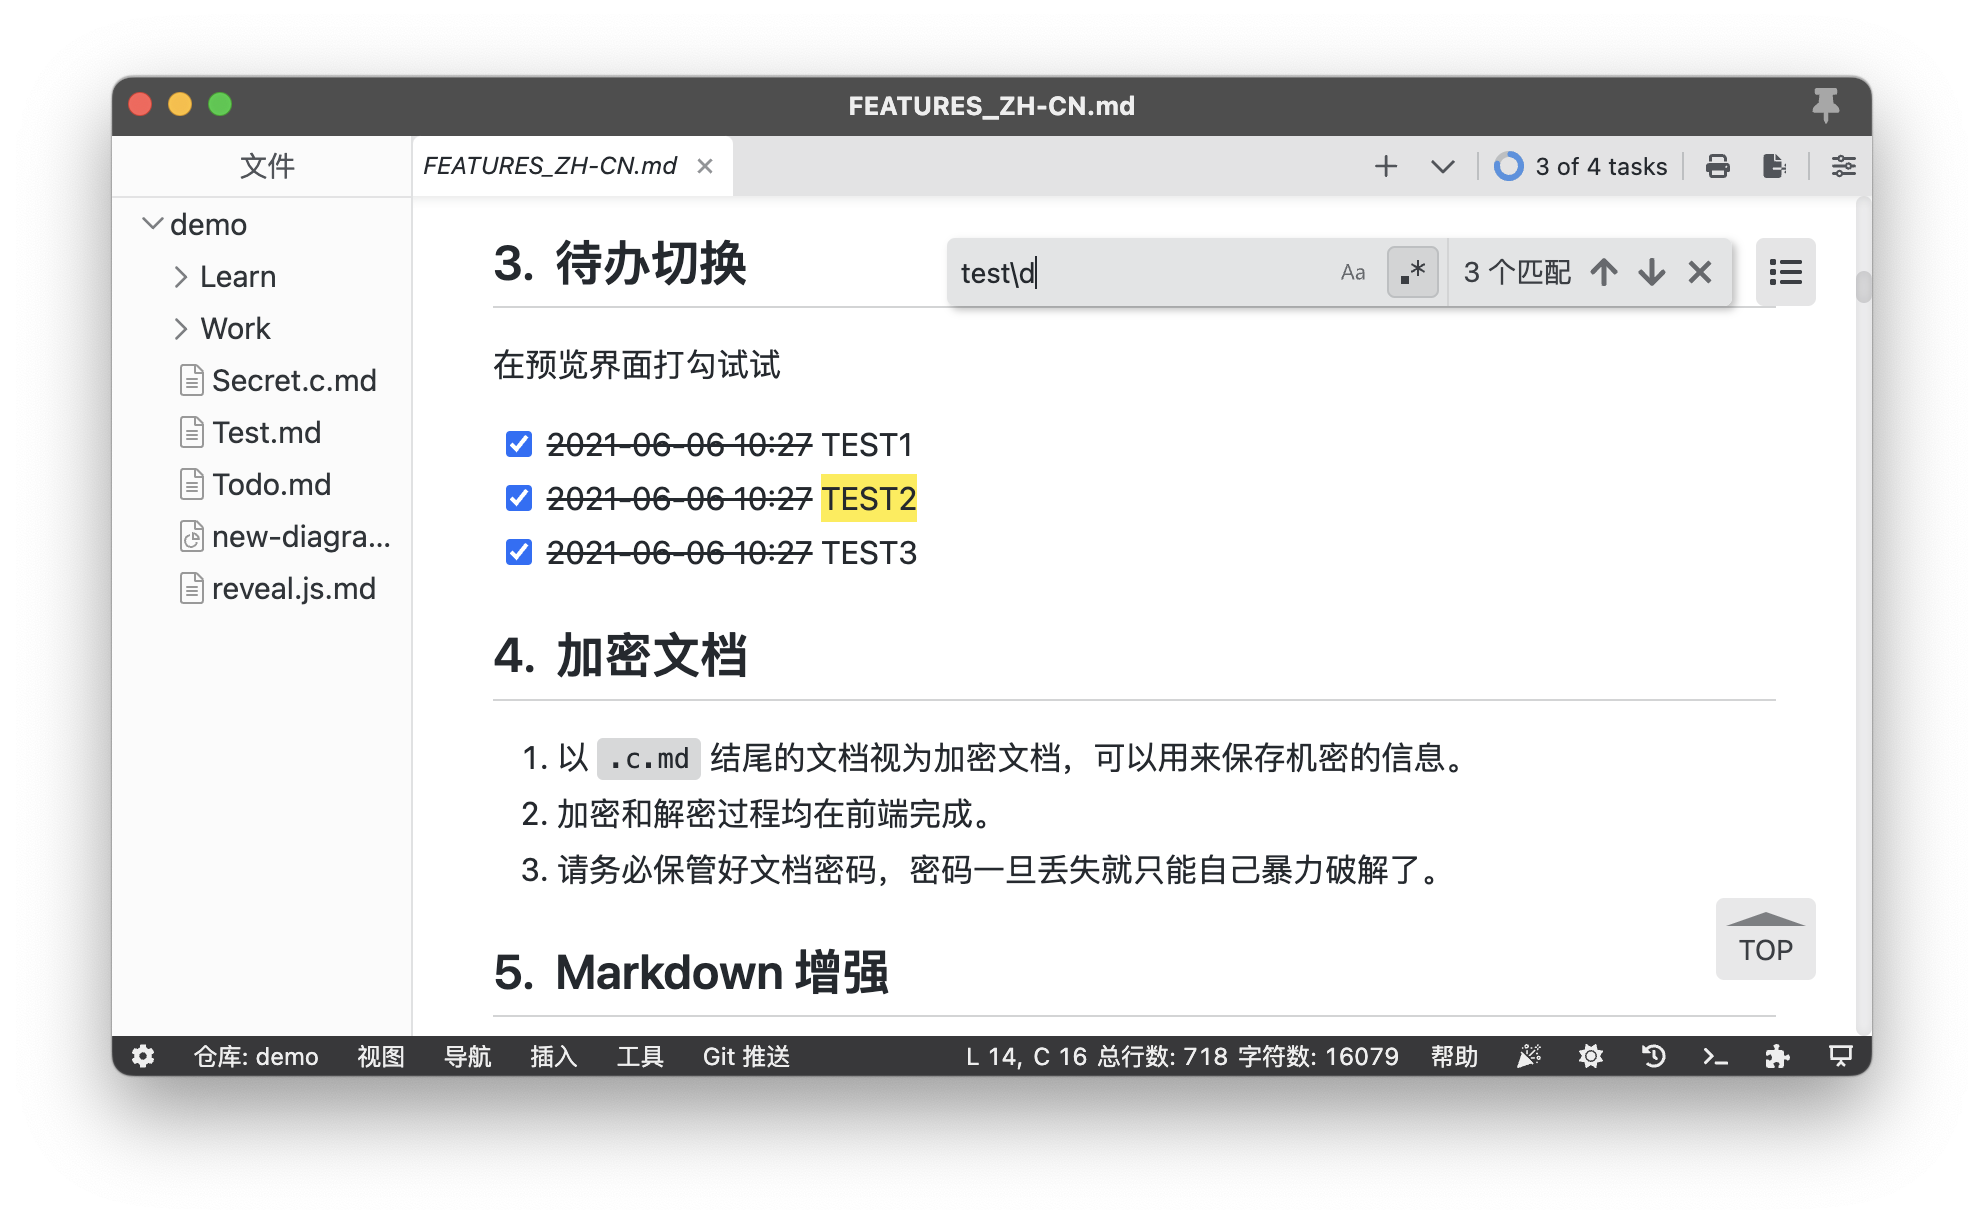 FEATURES_ZH-CN.md
文件
FEATURES_ZH-CN.md
3 of 4 tasks
demo
Learn
Work
Secret.c.md
Test.md
Todo.md
new-diagra...
reveal.js.md
test\d
Aa
.*
3 个匹配
3. 待办切换
在预览界面打勾试试
2021-06-06 10:27 TEST1
2021-06-06 10:27 TEST2
2021-06-06 10:27 TEST3
4. 加密文档
1. 以 .c.md 结尾的文档视为加密文档，可以用来保存机密的信息。
2. 加密和解密过程均在前端完成。
3. 请务必保管好文档密码，密码一旦丢失就只能自己暴力破解了。
5. Markdown 增强
TOP
仓库: demo 视图 导航 插入 工具 Git 推送 L 14, C 16 总行数: 718 字符数: 16079 帮助